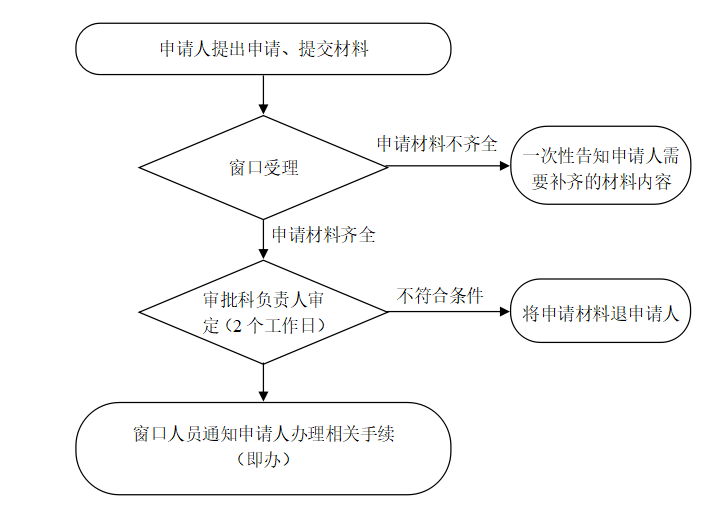 申请人提出申请、提交材料
申请材料不齐全
窗口受理
一次性告知申请人需
要补齐的材料内容
申请材料齐全
审批科负责人审
定（2 个工作日）
不符合条件
将申请材料退申请人
窗口人员通知申请人办理相关手续
（即办）